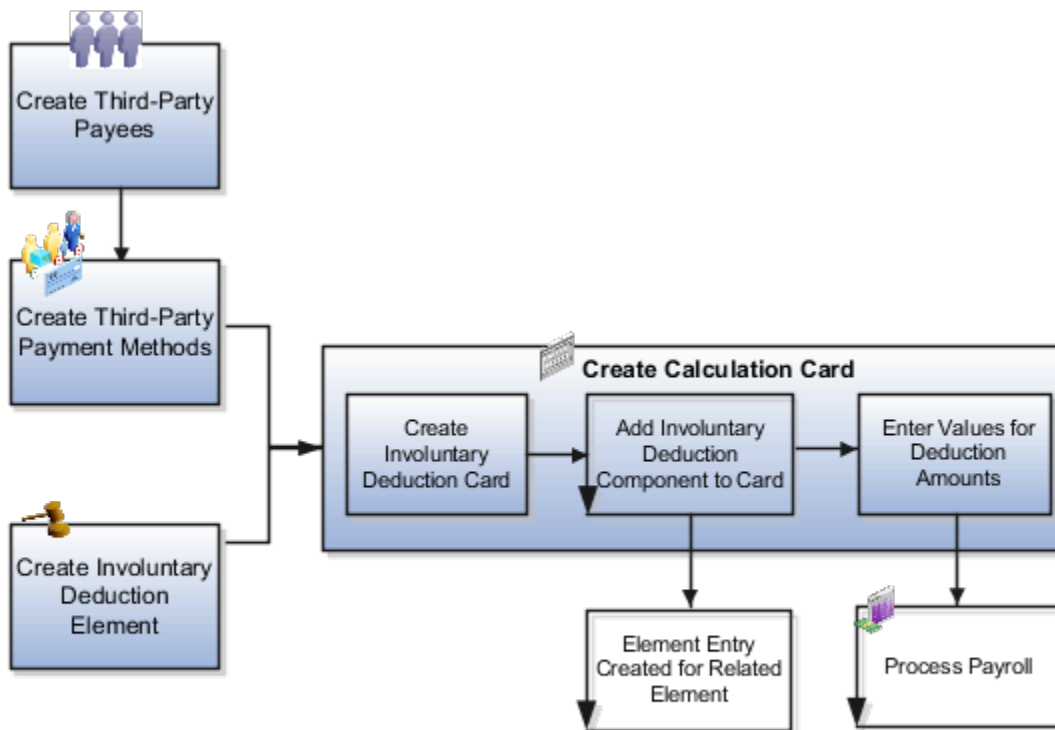 Create Third-Party
Payees
Create Third-Party
Payment Methods
Create Involuntary
Deduction
Element
Create Calculation Card
Create
Involuntary
Deduction Card
Add Involuntary
Deduction
Component to Card
Enter Values for
Deduction
Amounts
Element Entry
Created for Related
Element
Process Payroll